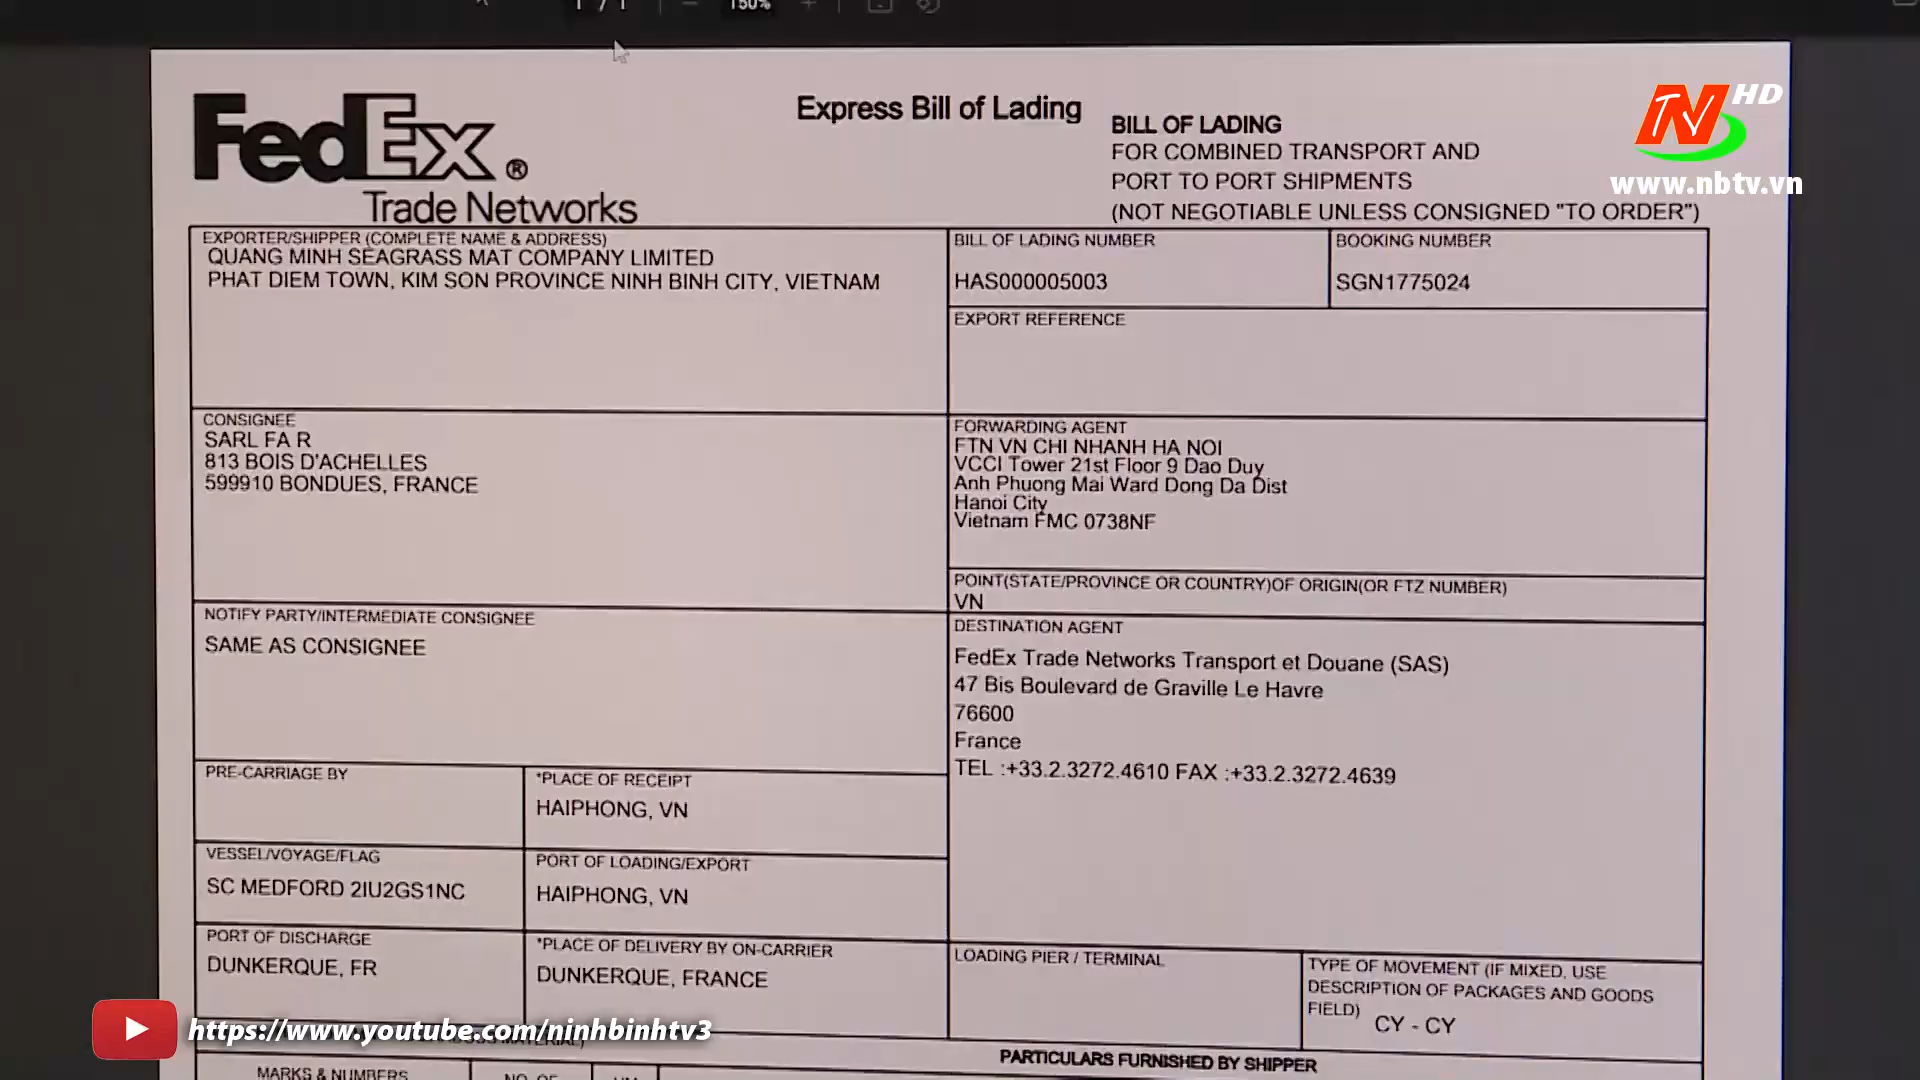 1 / 1
150%
FedEx®
Trade Networks
Express Bill of Lading
BILL OF LADING
FOR COMBINED TRANSPORT AND
PORT TO PORT SHIPMENTS
(NOT NEGOTIABLE UNLESS CONSIGNED "TO ORDER")
TV HD
www.nbtv.vn
EXPORTER/SHIPPER (COMPLETE NAME & ADDRESS)
QUANG MINH SEAGRASS MAT COMPANY LIMITED
PHAT DIEM TOWN, KIM SON PROVINCE NINH BINH CITY, VIETNAM
BILL OF LADING NUMBER
HAS000005003
BOOKING NUMBER
SGN1775024
EXPORT REFERENCE
CONSIGNEE
SARL FA R
813 BOIS D'ACHELLES
599910 BONDUES, FRANCE
FORWARDING AGENT
FTN VN CHI NHANH HA NOI
VCCI Tower 21st Floor 9 Dao Duy
Anh Phuong Mai Ward Dong Da Dist
Hanoi City
Vietnam FMC 0738NF
POINT(STATE/PROVINCE OR COUNTRY)OF ORIGIN(OR FTZ NUMBER)
VN
NOTIFY PARTY/INTERMEDIATE CONSIGNEE
SAME AS CONSIGNEE
DESTINATION AGENT
FedEx Trade Networks Transport et Douane (SAS)
47 Bis Boulevard de Graville Le Havre
76600
France
TEL :+33.2.3272.4610 FAX :+33.2.3272.4639
PRE-CARRIAGE BY
*PLACE OF RECEIPT
HAIPHONG, VN
VESSEL/VOYAGE/FLAG
SC MEDFORD 2IU2GS1NC
PORT OF LOADING/EXPORT
HAIPHONG, VN
PORT OF DISCHARGE
DUNKERQUE, FR
*PLACE OF DELIVERY BY ON-CARRIER
DUNKERQUE, FRANCE
LOADING PIER / TERMINAL
TYPE OF MOVEMENT (IF MIXED, USE
DESCRIPTION OF PACKAGES AND GOODS
FIELD)
CY - CY
https://www.youtube.com/ninhbinhtv3
PARTICULARS FURNISHED BY SHIPPER
MARKS & NUMBERS
NO. OF